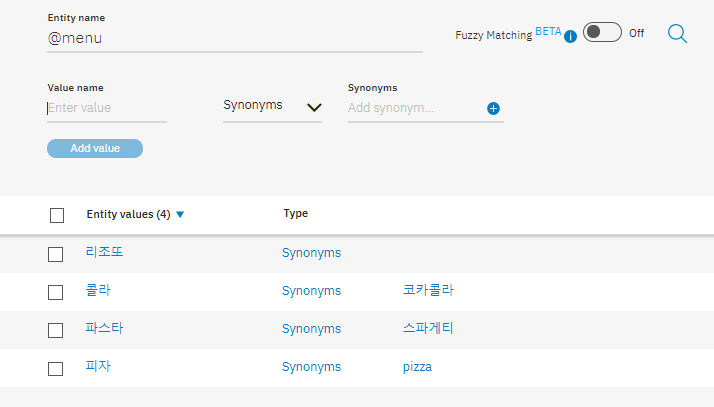 Entity name
@menu
Fuzzy Matching BETA i Off
Value name
Enter value
Synonyms
Synonyms
Add synonym...
Add value
Entity values (4) Type
리조또 Synonyms
콜라 Synonyms 코카콜라
파스타 Synonyms 스파게티
피자 Synonyms pizza